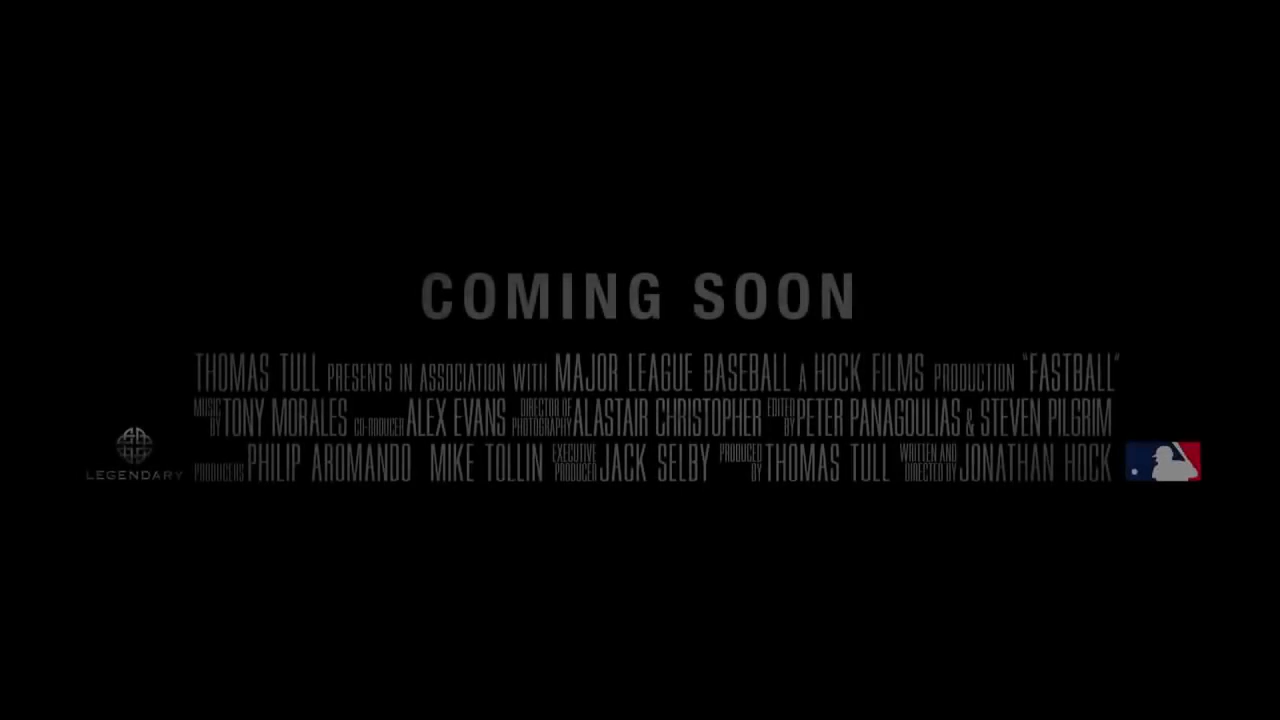 COMING SOON
THOMAS TULL PRESENTS IN ASSOCIATION WITH MAJOR LEAGUE BASEBALL A HOCK FILMS PRODUCTION "FASTBALL"
MUSIC BY TONY MORALES CO-RODUCER ALEX EVANS DIRECTOR OF PHOTOGRAPHY ALASTAIR CHRISTOPHER EDITED BY PETER PANAGOULIAS & STEVEN PILGRIM
LEGENDARY PRODUCERS PHILIP AROMANDO MIKE TOLLIN EXECUTIVE PRODUCER JACK SELBY PRODUCED BY THOMAS TULL WRITTEN AND DIRECTED BY JONATHAN HOCK